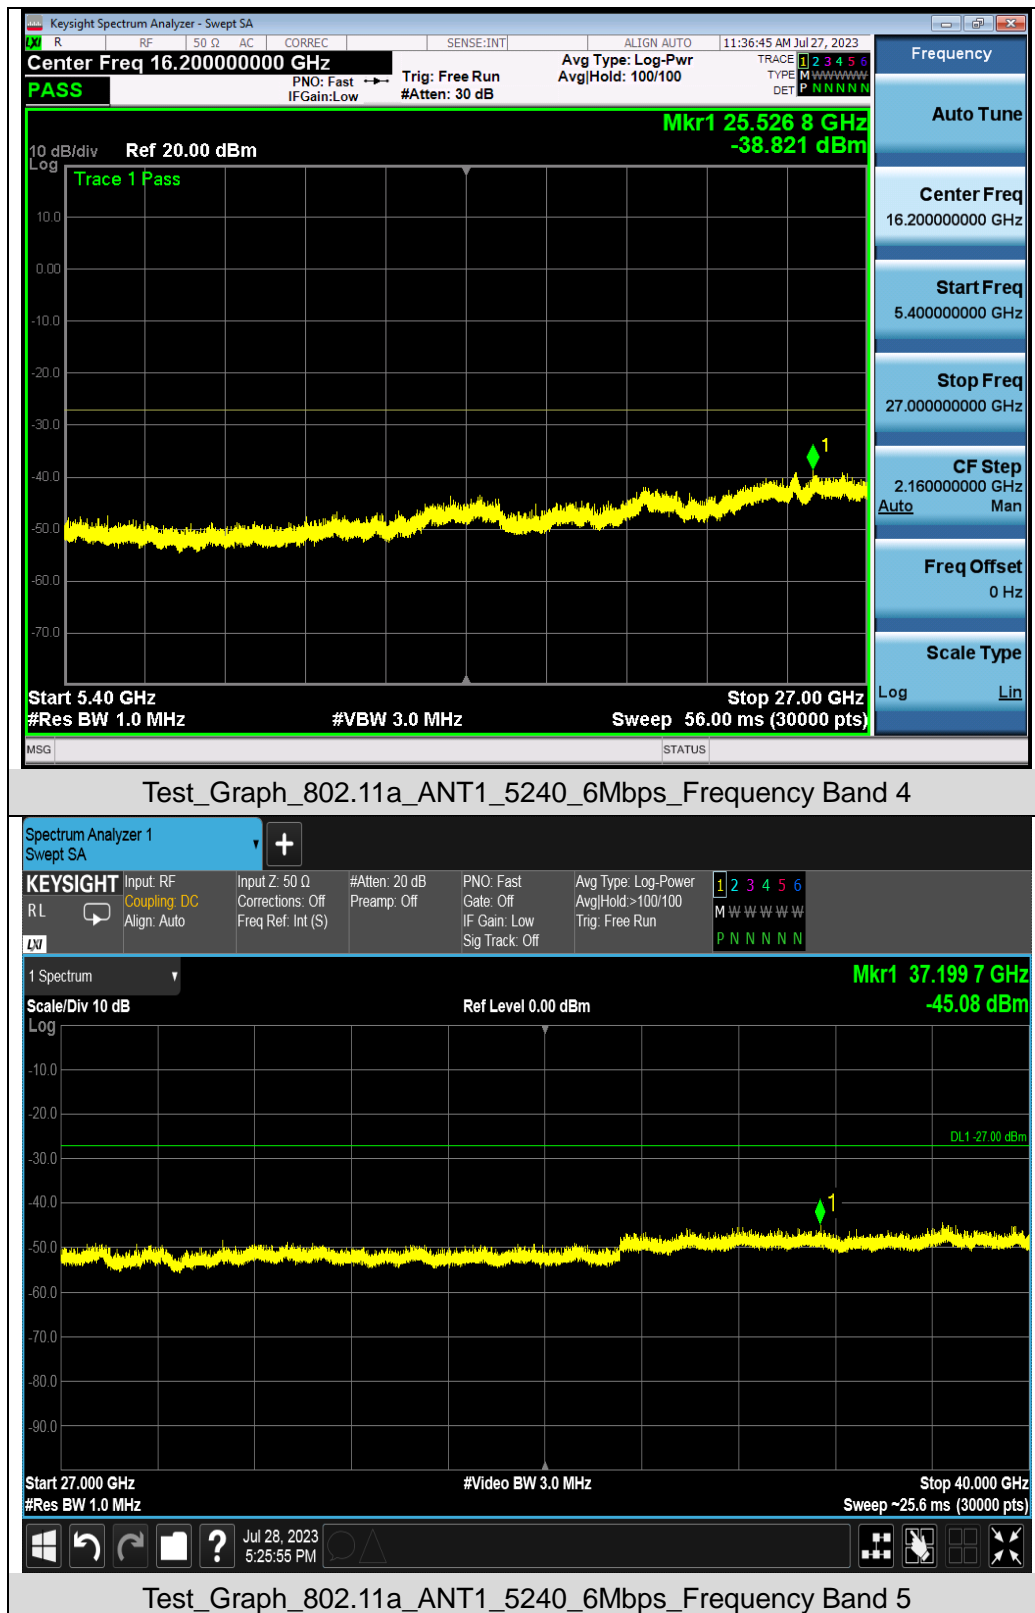 Keysight Spectrum Analyzer - Swept SA
LXI R RF 50 Ω AC CORREC SENSE:INT ALIGN AUTO 11:36:45 AM Jul 27, 2023
Center Freq 16.200000000 GHz
PASS
PNO: Fast
IFGain:Low
Trig: Free Run
#Atten: 30 dB
Avg Type: Log-Pwr
Avg|Hold: 100/100
TRACE 1 2 3 4 5 6
TYPE M W W W W W
DET P N N N N N
Mkr1 25.526 8 GHz
-38.821 dBm
10 dB/div Ref 20.00 dBm
Log
Trace 1 Pass
10.0
0.00
-10.0
-20.0
-30.0
-40.0
-50.0
-60.0
-70.0
1
Start 5.40 GHz Stop 27.00 GHz
#Res BW 1.0 MHz #VBW 3.0 MHz Sweep 56.00 ms (30000 pts)
MSG STATUS
Frequency
Auto Tune
Center Freq
16.200000000 GHz
Start Freq
5.400000000 GHz
Stop Freq
27.000000000 GHz
CF Step
2.160000000 GHz
Auto Man
Freq Offset
0 Hz
Scale Type
Log Lin
Test_Graph_802.11a_ANT1_5240_6Mbps_Frequency Band 4
Spectrum Analyzer 1
Swept SA
+
KEYSIGHT
R L
LXI
Input: RF
Coupling: DC
Align: Auto
Input Z: 50 Ω
Corrections: Off
Freq Ref: Int (S)
#Atten: 20 dB
Preamp: Off
PNO: Fast
Gate: Off
IF Gain: Low
Sig Track: Off
Avg Type: Log-Power
Avg|Hold:>100/100
Trig: Free Run
1 2 3 4 5 6
M W W W W W
P N N N N N
1 Spectrum
Mkr1 37.199 7 GHz
-45.08 dBm
Scale/Div 10 dB Ref Level 0.00 dBm
Log
-10.0
-20.0
DL1 -27.00 dBm
-30.0
-40.0
-50.0
-60.0
-70.0
-80.0
-90.0
1
Start 27.000 GHz #Video BW 3.0 MHz Stop 40.000 GHz
#Res BW 1.0 MHz Sweep ~25.6 ms (30000 pts)
?
Jul 28, 2023
5:25:55 PM
Test_Graph_802.11a_ANT1_5240_6Mbps_Frequency Band 5